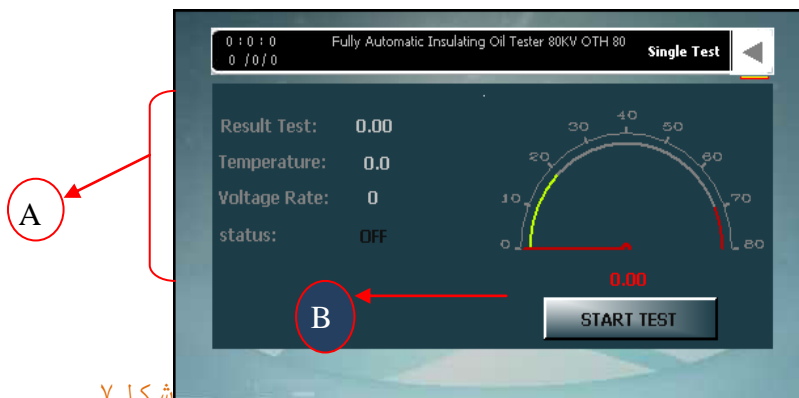 0:0:0
0 /0/0
Fully Automatic Insulating Oil Tester 80KV OTH 80
Single Test
Result Test: 0.00
Temperature: 0.0
Voltage Rate: 0
status: OFF
0 10 20 30 40 50 60 70 80
0.00
START TEST
A
B
شکل ۷